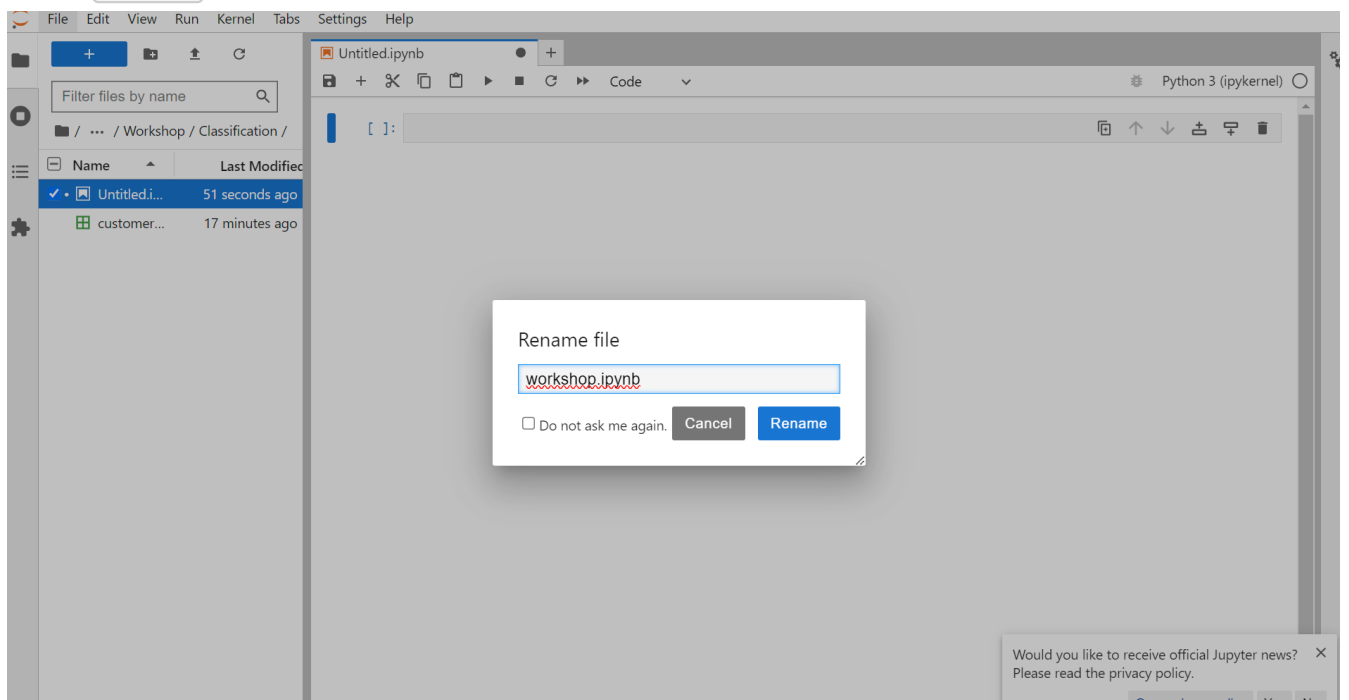 File Edit View Run Kernel Tabs Settings Help
Untitled.ipynb
Code
Python 3 (ipykernel)
Filter files by name
/ ··· / Workshop / Classification /
[ ]:
Name Last Modified
Untitled.i... 51 seconds ago
customer... 17 minutes ago
Rename file
workshop.ipynb
Do not ask me again. Cancel Rename
Would you like to receive official Jupyter news?
Please read the privacy policy.